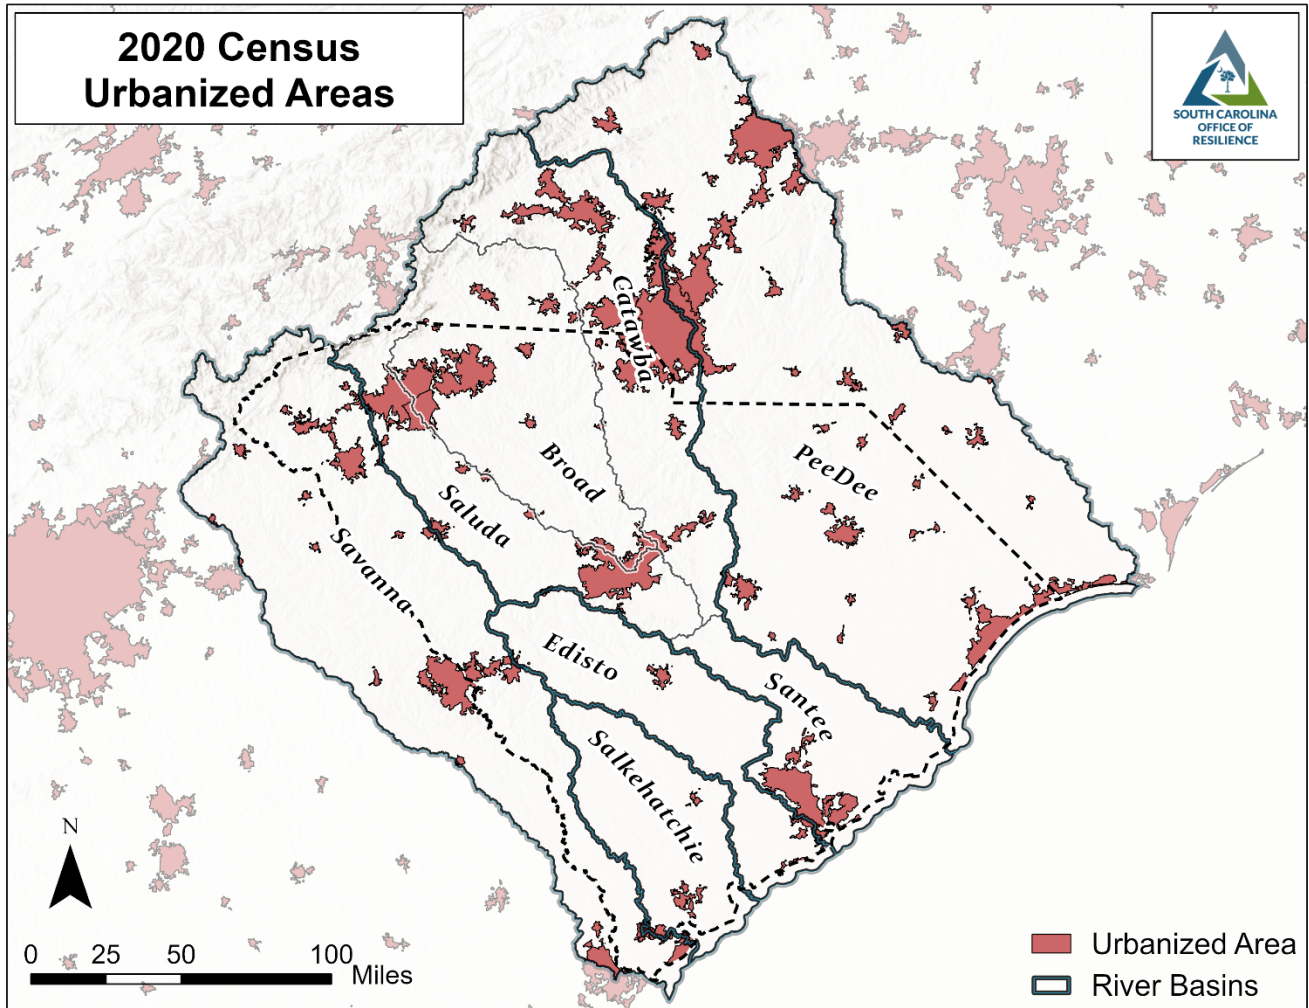 2020 Census
Urbanized Areas
SOUTH CAROLINA
OFFICE OF
RESILIENCE
Catawba
Broad
PeeDee
Saluda
Savanna
Edisto
Santee
Salkehatchie
N
0 25 50 100
Miles
Urbanized Area
River Basins